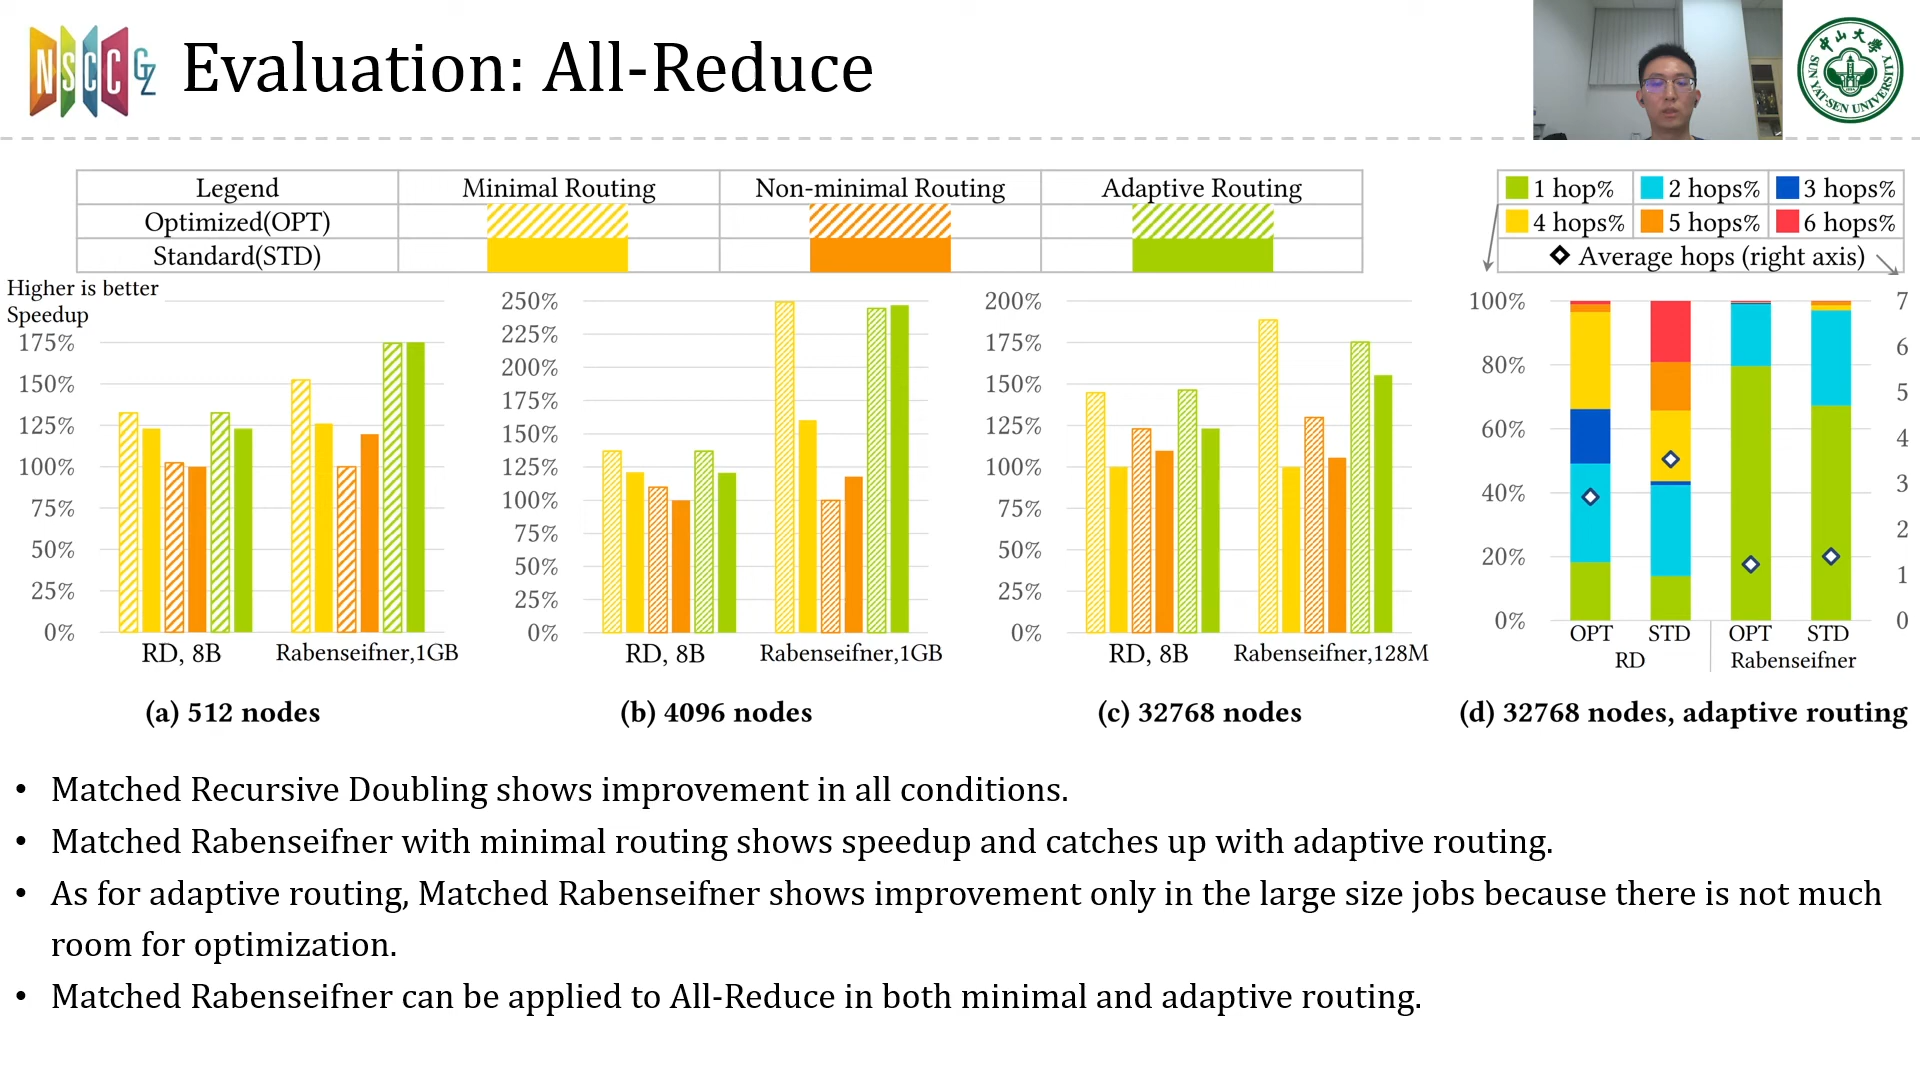 NSCC GZ
Evaluation: All-Reduce
中山大學
SUN YAT-SEN UNIVERSITY
Legend Minimal Routing Non-minimal Routing Adaptive Routing
Optimized(OPT)
Standard(STD)
1 hop% 2 hops% 3 hops%
4 hops% 5 hops% 6 hops%
Average hops (right axis)
Higher is better
Speedup
175%
150%
125%
100%
75%
50%
25%
0%
RD, 8B Rabenseifner,1GB
(a) 512 nodes
250%
225%
200%
175%
150%
125%
100%
75%
50%
25%
0%
RD, 8B Rabenseifner,1GB
(b) 4096 nodes
200%
175%
150%
125%
100%
75%
50%
25%
0%
RD, 8B Rabenseifner,128M
(c) 32768 nodes
100%
80%
60%
40%
20%
0%
7
6
5
4
3
2
1
0
OPT STD OPT STD
RD Rabenseifner
(d) 32768 nodes, adaptive routing
• Matched Recursive Doubling shows improvement in all conditions.
• Matched Rabenseifner with minimal routing shows speedup and catches up with adaptive routing.
• As for adaptive routing, Matched Rabenseifner shows improvement only in the large size jobs because there is not much
room for optimization.
• Matched Rabenseifner can be applied to All-Reduce in both minimal and adaptive routing.